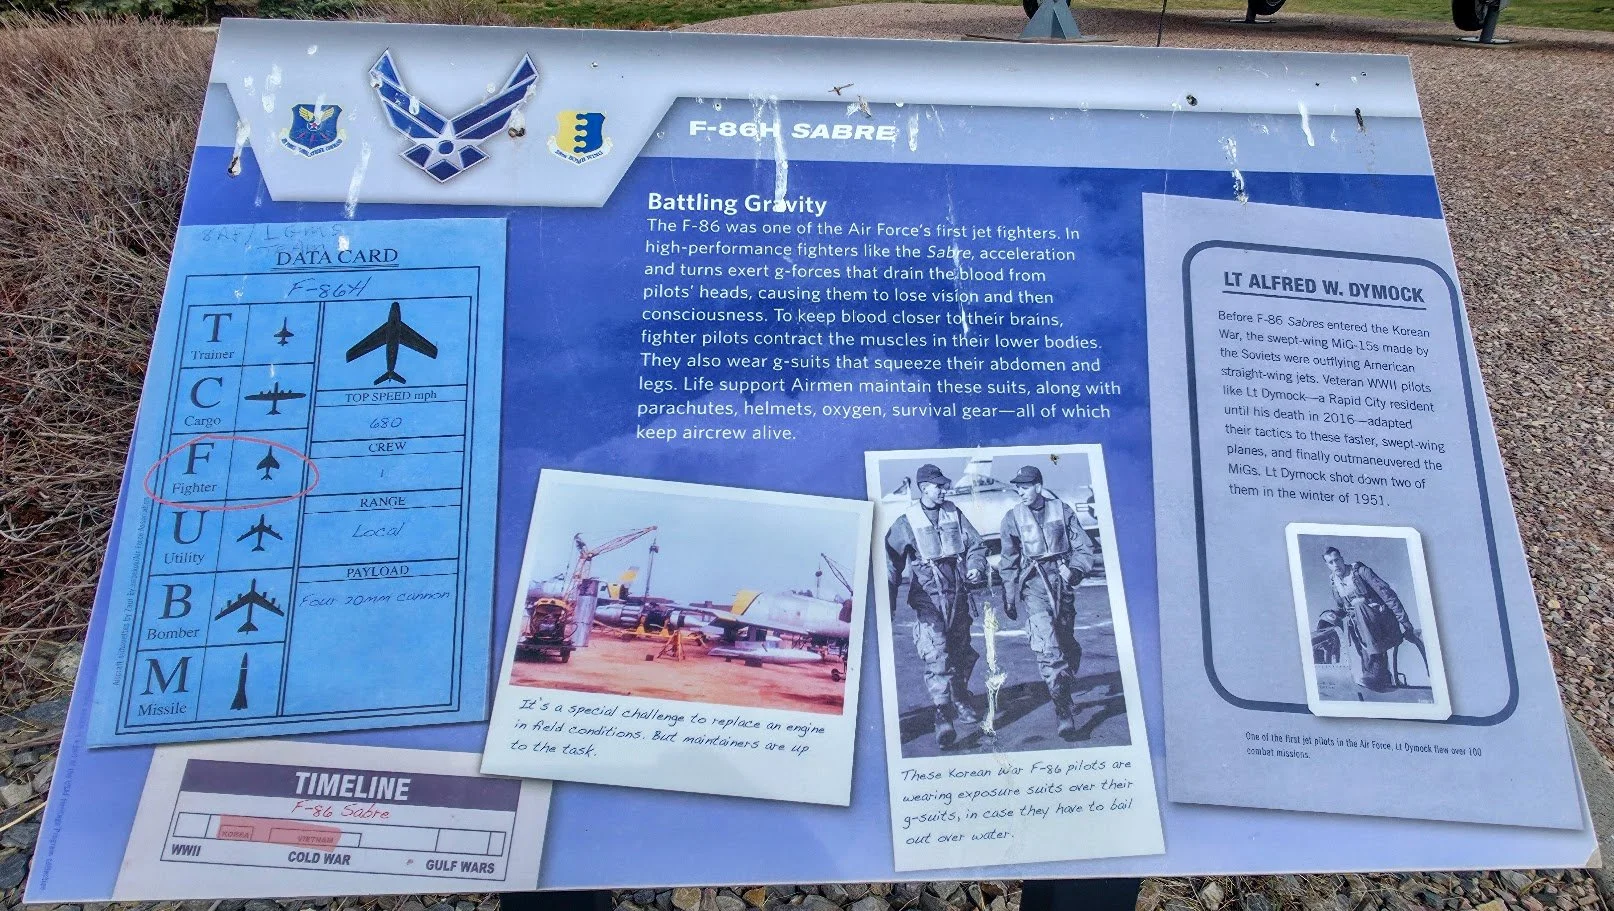 F-86H SABRE
Battling Gravity
The F-86 was one of the Air Force's first jet fighters. In
high-performance fighters like the Sabre, acceleration
and turns exert g-forces that drain the blood from
pilots' heads, causing them to lose vision and then
consciousness. To keep blood closer to their brains,
fighter pilots contract the muscles in their lower bodies.
They also wear g-suits that squeeze their abdomen and
legs. Life support Airmen maintain these suits, along with
parachutes, helmets, oxygen, survival gear—all of which
keep aircrew alive.
8AF/LGMS
TEAM
DATA CARD
F-86H
T
Trainer
C
Cargo
F
Fighter
U
Utility
B
Bomber
M
Missile
TOP SPEED mph
680
CREW
1
RANGE
Local
PAYLOAD
Four 20mm cannon
TIMELINE
F-86 Sabre
KOREA
VIETNAM
WWII
COLD WAR
GULF WARS
It's a special challenge to replace an engine
in field conditions. But maintainers are up
to the task.
These Korean War F-86 pilots are
wearing exposure suits over their
g-suits, in case they have to bail
out over water.
LT ALFRED W. DYMOCK
Before F-86 Sabres entered the Korean
War, the swept-wing MiG-15s made by
the Soviets were outflying American
straight-wing jets. Veteran WWII pilots
like Lt Dymock—a Rapid City resident
until his death in 2016—adapted
their tactics to these faster, swept-wing
planes, and finally outmaneuvered the
MiGs. Lt Dymock shot down two of
them in the winter of 1951.
One of the first jet pilots in the Air Force, Lt Dymock flew over 100
combat missions.